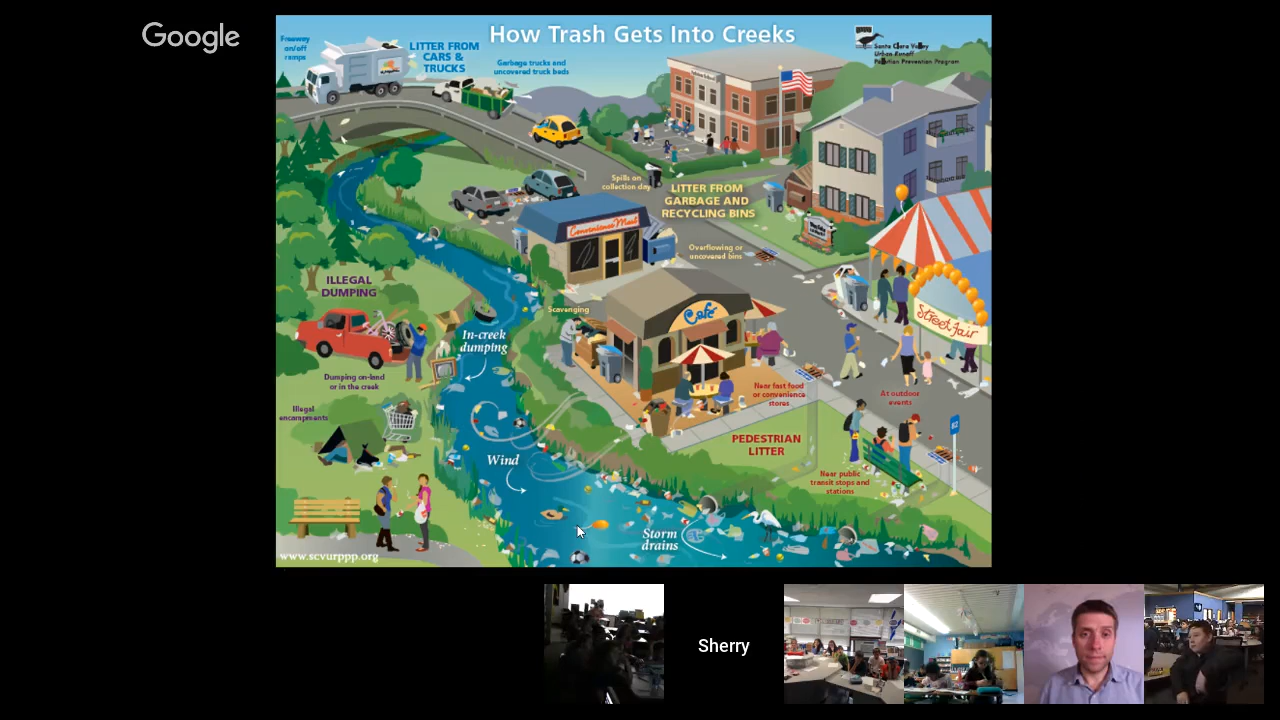 Google
How Trash Gets Into Creeks
Santa Clara Valley
Urban Runoff
Pollution Prevention Program
Freeway
on/off
ramps
LITTER FROM
CARS &
TRUCKS
Garbage trucks and
uncovered truck beds
Spills on
collection day
LITTER FROM
GARBAGE AND
RECYCLING BINS
Convenience Mart
Overflowing or
uncovered bins
ILLEGAL
DUMPING
Scavenging
Café
Street Fair
In-creek
dumping
Dumping on-land
or in the creek
Near fast food
or convenience
stores
At outdoor
events
Illegal
encampments
82
PEDESTRIAN
LITTER
Wind
Near public
transit stops and
stations
Storm
drains
www.scvurppp.org
Sherry